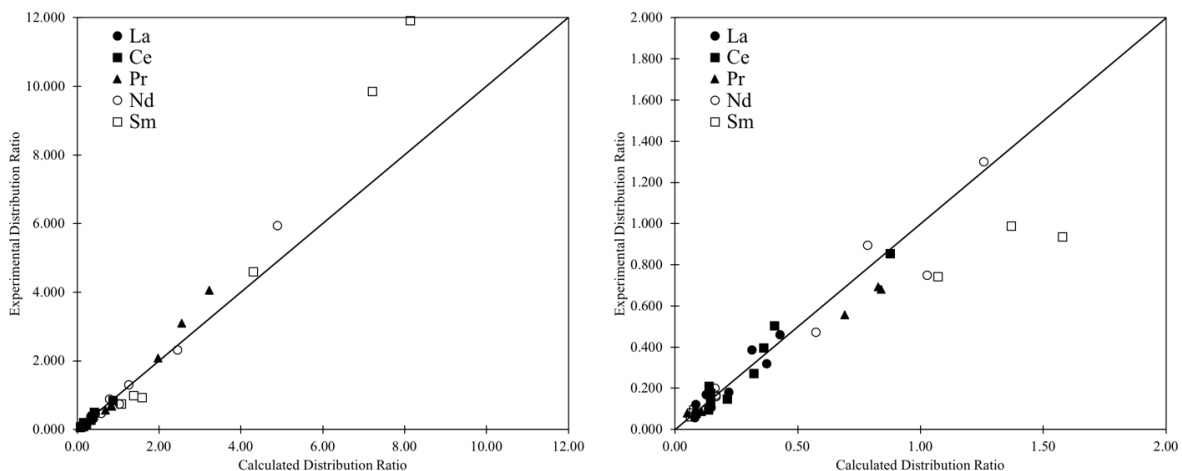 12.000
10.000
8.000
6.000
4.000
2.000
0.000
Experimental Distribution Ratio
La
Ce
Pr
Nd
Sm
0.00 2.00 4.00 6.00 8.00 10.00 12.00
Calculated Distribution Ratio
2.000
1.800
1.600
1.400
1.200
1.000
0.800
0.600
0.400
0.200
0.000
Experimental Distribution Ratio
La
Ce
Pr
Nd
Sm
0.00 0.50 1.00 1.50 2.00
Calculated Distribution Ratio